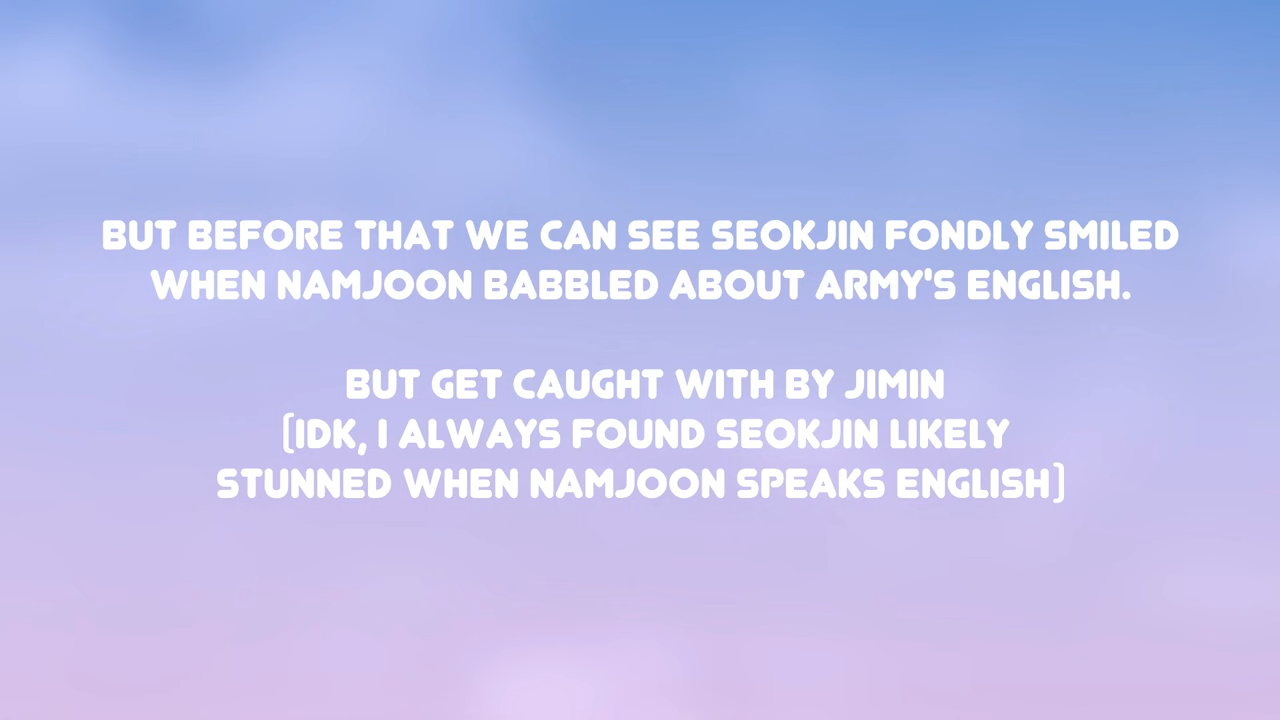 BUT BEFORE THAT WE CAN SEE SEOKJIN FONDLY SMILED
WHEN NAMJOON BABBLED ABOUT ARMY'S ENGLISH.
BUT GET CAUGHT WITH BY JIMIN
(IDK, I ALWAYS FOUND SEOKJIN LIKELY
STUNNED WHEN NAMJOON SPEAKS ENGLISH)